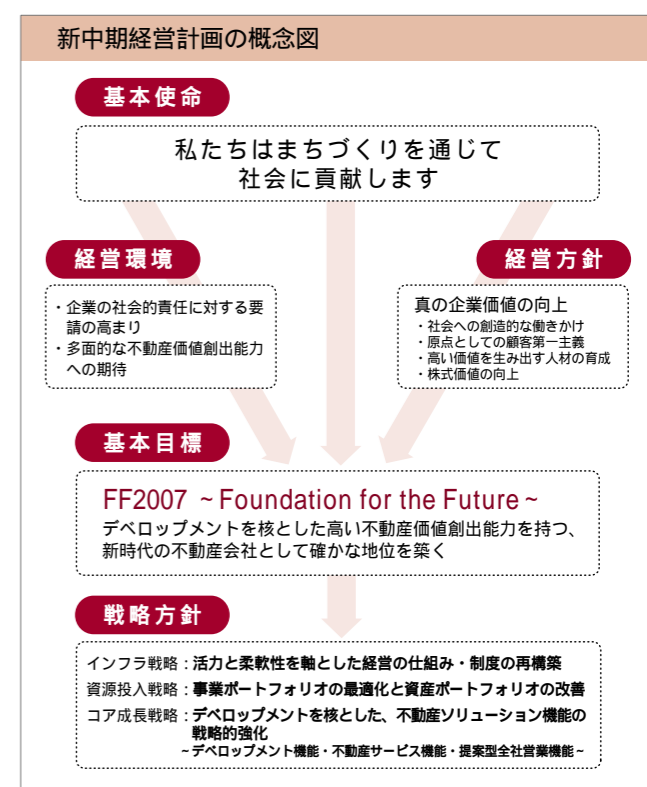 新中期経営計画の概念図
基本使命
私たちはまちづくりを通じて
社会に貢献します
経営環境
・企業の社会的責任に対する要
請の高まり
・多面的な不動産価値創出能力
への期待
経営方針
真の企業価値の向上
・社会への創造的な働きかけ
・原点としての顧客第一主義
・高い価値を生み出す人材の育成
・株式価値の向上
基本目標
FF2007 ~Foundation for the Future~
デベロップメントを核とした高い不動産価値創出能力を持つ、
新時代の不動産会社として確かな地位を築く
戦略方針
インフラ戦略：活力と柔軟性を軸とした経営の仕組み・制度の再構築
資源投入戦略：事業ポートフォリオの最適化と資産ポートフォリオの改善
コア成長戦略：デベロップメントを核とした、不動産ソリューション機能の
戦略的強化
~デベロップメント機能・不動産サービス機能・提案型全社営業機能~